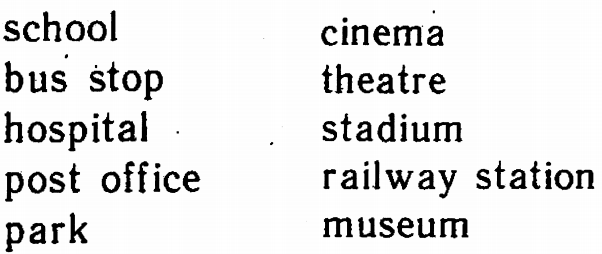 school
bus stop
hospital
post office
park
cinema
theatre
stadium
railway station
museum